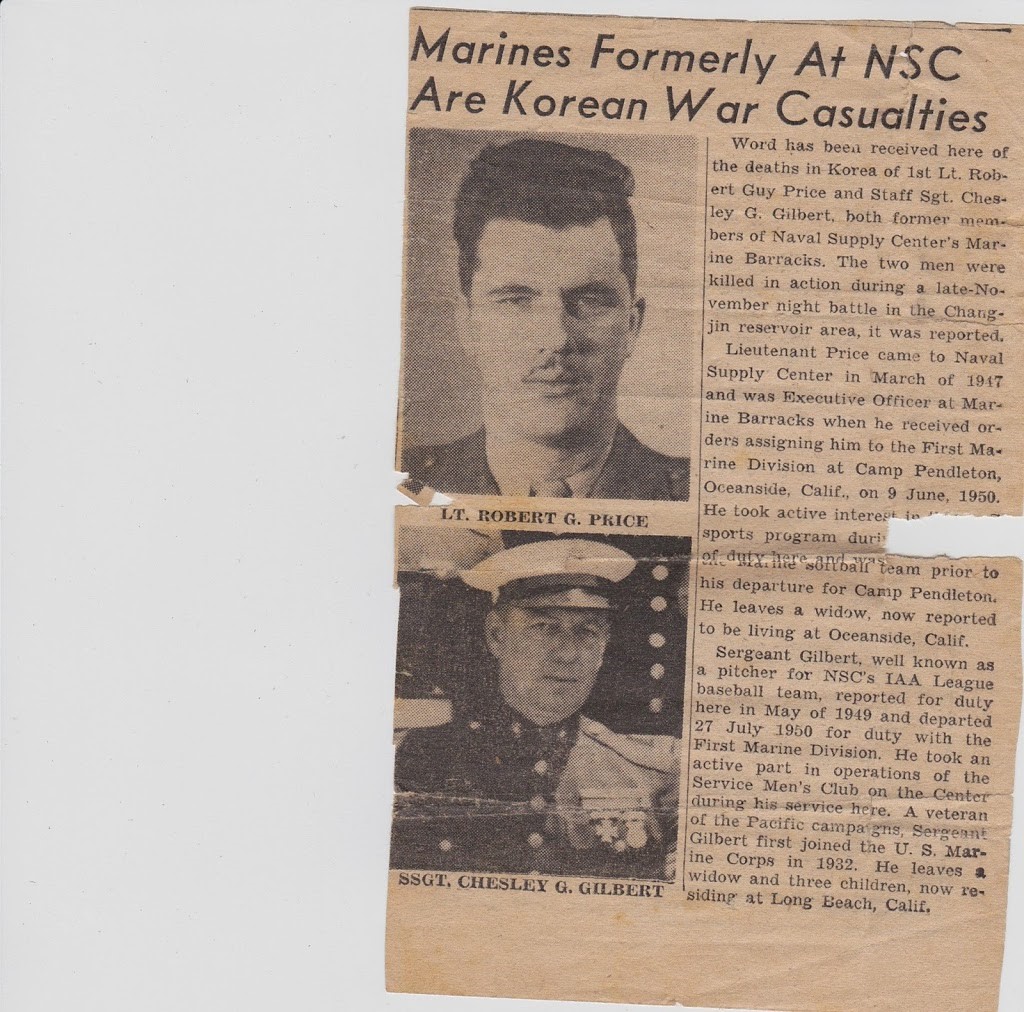 Marines Formerly At NSC
Are Korean War Casualties
Word has been received here of
the deaths in Korea of 1st Lt. Rob-
ert Guy Price and Staff Sgt. Ches-
ley G. Gilbert, both former mem-
bers of Naval Supply Center's Mar-
ine Barracks. The two men were
killed in action during a late-No-
vember night battle in the Chang-
jin reservoir area, it was reported.
Lieutenant Price came to Naval
Supply Center in March of 1947
and was Executive Officer at Mar-
ine Barracks when he received or-
ders assigning him to the First Ma-
rine Division at Camp Pendleton,
Oceanside, Calif., on 9 June, 1950.
He took active interest in
sports program
of duty here and was
the Marine softball team prior to
his departure for Camp Pendleton.
He leaves a widow, now reported
to be living at Oceanside, Calif.
Sergeant Gilbert, well known as
a pitcher for NSC's IAA League
baseball team, reported for duty
here in May of 1949 and departed
27 July 1950 for duty with the
First Marine Division. He took an
active part in operations of the
Service Men's Club on the Center
during his service here. A veteran
of the Pacific campaigns, Sergeant
Gilbert first joined the U. S. Mar-
ine Corps in 1932. He leaves a
widow and three children, now re-
siding at Long Beach, Calif.
LT. ROBERT G. PRICE
SSGT. CHESLEY G. GILBERT